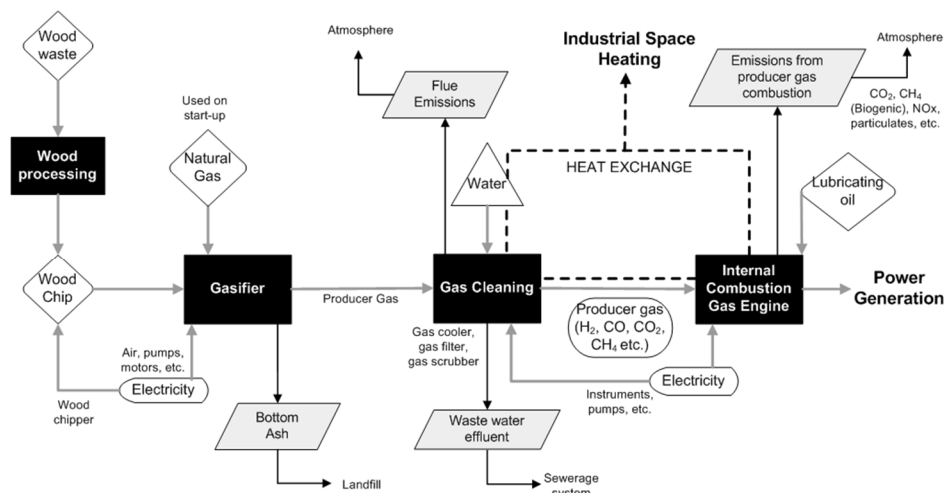 Wood
waste
Wood
processing
Wood
Chip
Used on
start-up
Natural
Gas
Gasifier
Air, pumps,
motors, etc.
Electricity
Wood
chipper
Bottom
Ash
Landfill
Producer Gas
Atmosphere
Flue
Emissions
Water
Gas Cleaning
Gas cooler,
gas filter,
gas scrubber
Waste water
effluent
Sewerage
system
Industrial Space
Heating
HEAT EXCHANGE
Producer gas
(H2, CO, CO2,
CH4 etc.)
Electricity
Instruments,
pumps, etc.
Emissions from
producer gas
combustion
Atmosphere
CO2, CH4
(Biogenic), NOx,
particulates, etc.
Lubricating
oil
Internal
Combustion
Gas Engine
Power
Generation